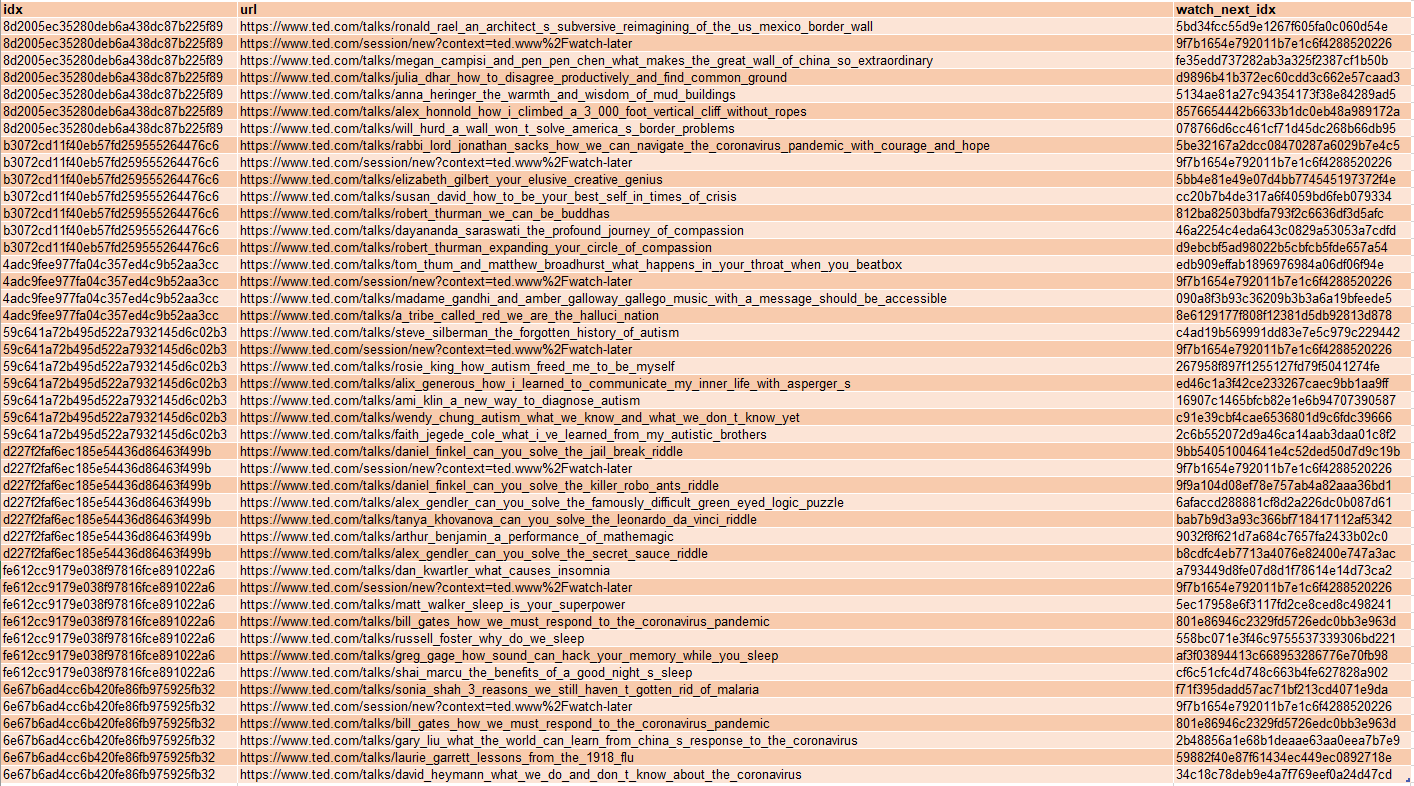 idx url watch_next_idx
8d2005ec35280deb6a438dc87b225f89 https://www.ted.com/talks/ronald_rael_an_architect_s_subversive_reimagining_of_the_us_mexico_border_wall 5bd34fcc55d9e1267f605fa0c060d54e
8d2005ec35280deb6a438dc87b225f89 https://www.ted.com/session/new?context=ted.www%2Fwatch-later 9f7b1654e792011b7e1c6f4288520226
8d2005ec35280deb6a438dc87b225f89 https://www.ted.com/talks/megan_campisi_and_pen_pen_chen_what_makes_the_great_wall_of_china_so_extraordinary fe35edd737282ab3a325f2387cf1b50b
8d2005ec35280deb6a438dc87b225f89 https://www.ted.com/talks/julia_dhar_how_to_disagree_productively_and_find_common_ground d9896b41b372ec60cdd3c662e57caad3
8d2005ec35280deb6a438dc87b225f89 https://www.ted.com/talks/anna_heringer_the_warmth_and_wisdom_of_mud_buildings 5134ae81a27c94354173f38e84289ad5
8d2005ec35280deb6a438dc87b225f89 https://www.ted.com/talks/alex_honnold_how_i_climbed_a_3_000_foot_vertical_cliff_without_ropes 8576654442b6633b1dc0eb48a989172a
8d2005ec35280deb6a438dc87b225f89 https://www.ted.com/talks/will_hurd_a_wall_won_t_solve_america_s_border_problems 078766d6cc461cf71d45dc268b66db95
b3072cd11f40eb57fd259555264476c6 https://www.ted.com/talks/rabbi_lord_jonathan_sacks_how_we_can_navigate_the_coronavirus_pandemic_with_courage_and_hope 5be32167a2dcc08470287a6029b7e4c5
b3072cd11f40eb57fd259555264476c6 https://www.ted.com/session/new?context=ted.www%2Fwatch-later 9f7b1654e792011b7e1c6f4288520226
b3072cd11f40eb57fd259555264476c6 https://www.ted.com/talks/elizabeth_gilbert_your_elusive_creative_genius 5bb4e81e49e07d4bb774545197372f4e
b3072cd11f40eb57fd259555264476c6 https://www.ted.com/talks/susan_david_how_to_be_your_best_self_in_times_of_crisis cc20b7b4de317a6f4059bd6feb079334
b3072cd11f40eb57fd259555264476c6 https://www.ted.com/talks/robert_thurman_we_can_be_buddhas 812ba82503bdfa793f2c6636df3d5afc
b3072cd11f40eb57fd259555264476c6 https://www.ted.com/talks/dayananda_saraswati_the_profound_journey_of_compassion 46a2254c4eda643c0829a53053a7cdfd
b3072cd11f40eb57fd259555264476c6 https://www.ted.com/talks/robert_thurman_expanding_your_circle_of_compassion d9ebcbf5ad98022b5cbfcb5fde657a54
4adc9fee977fa04c357ed4c9b52aa3cc https://www.ted.com/talks/tom_thum_and_matthew_broadhurst_what_happens_in_your_throat_when_you_beatbox edb909effab1896976984a06df06f94e
4adc9fee977fa04c357ed4c9b52aa3cc https://www.ted.com/session/new?context=ted.www%2Fwatch-later 9f7b1654e792011b7e1c6f4288520226
4adc9fee977fa04c357ed4c9b52aa3cc https://www.ted.com/talks/madame_gandhi_and_amber_galloway_gallego_music_with_a_message_should_be_accessible 090a8f3b93c36209b3b3a6a19bfeede5
4adc9fee977fa04c357ed4c9b52aa3cc https://www.ted.com/talks/a_tribe_called_red_we_are_the_halluci_nation 8e6129177f808f12381d5db92813d878
59c641a72b495d522a7932145d6c02b3 https://www.ted.com/talks/steve_silberman_the_forgotten_history_of_autism c4ad19b569991dd83e7e5c979c229442
59c641a72b495d522a7932145d6c02b3 https://www.ted.com/session/new?context=ted.www%2Fwatch-later 9f7b1654e792011b7e1c6f4288520226
59c641a72b495d522a7932145d6c02b3 https://www.ted.com/talks/rosie_king_how_autism_freed_me_to_be_myself 267958f897f1255127fd79f5041274fe
59c641a72b495d522a7932145d6c02b3 https://www.ted.com/talks/alix_generous_how_i_learned_to_communicate_my_inner_life_with_asperger_s ed46c1a3f42ce233267caec9bb1aa9ff
59c641a72b495d522a7932145d6c02b3 https://www.ted.com/talks/ami_klin_a_new_way_to_diagnose_autism 16907c1465bfcb82e1e6b94707390587
59c641a72b495d522a7932145d6c02b3 https://www.ted.com/talks/wendy_chung_autism_what_we_know_and_what_we_don_t_know_yet c91e39cbf4cae6536801d9c6fdc39666
59c641a72b495d522a7932145d6c02b3 https://www.ted.com/talks/faith_jegede_cole_what_i_ve_learned_from_my_autistic_brothers 2c6b552072d9a46ca14aab3daa01c8f2
d227f2faf6ec185e54436d86463f499b https://www.ted.com/talks/daniel_finkel_can_you_solve_the_jail_break_riddle 9bb54051004641e4c52ded50d7d9c19b
d227f2faf6ec185e54436d86463f499b https://www.ted.com/session/new?context=ted.www%2Fwatch-later 9f7b1654e792011b7e1c6f4288520226
d227f2faf6ec185e54436d86463f499b https://www.ted.com/talks/daniel_finkel_can_you_solve_the_killer_robo_ants_riddle 9f9a104d08ef78e757ab4a82aaa36bd1
d227f2faf6ec185e54436d86463f499b https://www.ted.com/talks/alex_gendler_can_you_solve_the_famously_difficult_green_eyed_logic_puzzle 6afaccd288881cf8d2a226dc0b087d61
d227f2faf6ec185e54436d86463f499b https://www.ted.com/talks/tanya_khovanova_can_you_solve_the_leonardo_da_vinci_riddle bab7b9d3a93c366bf718417112af5342
d227f2faf6ec185e54436d86463f499b https://www.ted.com/talks/arthur_benjamin_a_performance_of_mathemagic 9032f8f621d7a684c7657fa2433b02c0
d227f2faf6ec185e54436d86463f499b https://www.ted.com/talks/alex_gendler_can_you_solve_the_secret_sauce_riddle b8cdfc4eb7713a4076e82400e747a3ac
fe612cc9179e038f97816fce891022a6 https://www.ted.com/talks/dan_kwartler_what_causes_insomnia a793449d8fe07d8d1f78614e14d73ca2
fe612cc9179e038f97816fce891022a6 https://www.ted.com/session/new?context=ted.www%2Fwatch-later 9f7b1654e792011b7e1c6f4288520226
fe612cc9179e038f97816fce891022a6 https://www.ted.com/talks/matt_walker_sleep_is_your_superpower 5ec17958e6f3117fd2ce8ced8c498241
fe612cc9179e038f97816fce891022a6 https://www.ted.com/talks/bill_gates_how_we_must_respond_to_the_coronavirus_pandemic 801e86946c2329fd5726edc0bb3e963d
fe612cc9179e038f97816fce891022a6 https://www.ted.com/talks/russell_foster_why_do_we_sleep 558bc071e3f46c9755537339306bd221
fe612cc9179e038f97816fce891022a6 https://www.ted.com/talks/greg_gage_how_sound_can_hack_your_memory_while_you_sleep af3f03894413c668953286776e70fb98
fe612cc9179e038f97816fce891022a6 https://www.ted.com/talks/shai_marcu_the_benefits_of_a_good_night_s_sleep cf6c51cfc4d748c663b4fe627828a902
6e67b6ad4cc6b420fe86fb975925fb32 https://www.ted.com/talks/sonia_shah_3_reasons_we_still_haven_t_gotten_rid_of_malaria f71f395dadd57ac71bf213cd4071e9da
6e67b6ad4cc6b420fe86fb975925fb32 https://www.ted.com/session/new?context=ted.www%2Fwatch-later 9f7b1654e792011b7e1c6f4288520226
6e67b6ad4cc6b420fe86fb975925fb32 https://www.ted.com/talks/bill_gates_how_we_must_respond_to_the_coronavirus_pandemic 801e86946c2329fd5726edc0bb3e963d
6e67b6ad4cc6b420fe86fb975925fb32 https://www.ted.com/talks/gary_liu_what_the_world_can_learn_from_china_s_response_to_the_coronavirus 2b48856a1e68b1deaae63aa0eea7b7e9
6e67b6ad4cc6b420fe86fb975925fb32 https://www.ted.com/talks/laurie_garrett_lessons_from_the_1918_flu 59882f40e87f61434ec449ec0892718e
6e67b6ad4cc6b420fe86fb975925fb32 https://www.ted.com/talks/david_heymann_what_we_do_and_don_t_know_about_the_coronavirus 34c18c78deb9e4a7f769eef0a24d47cd